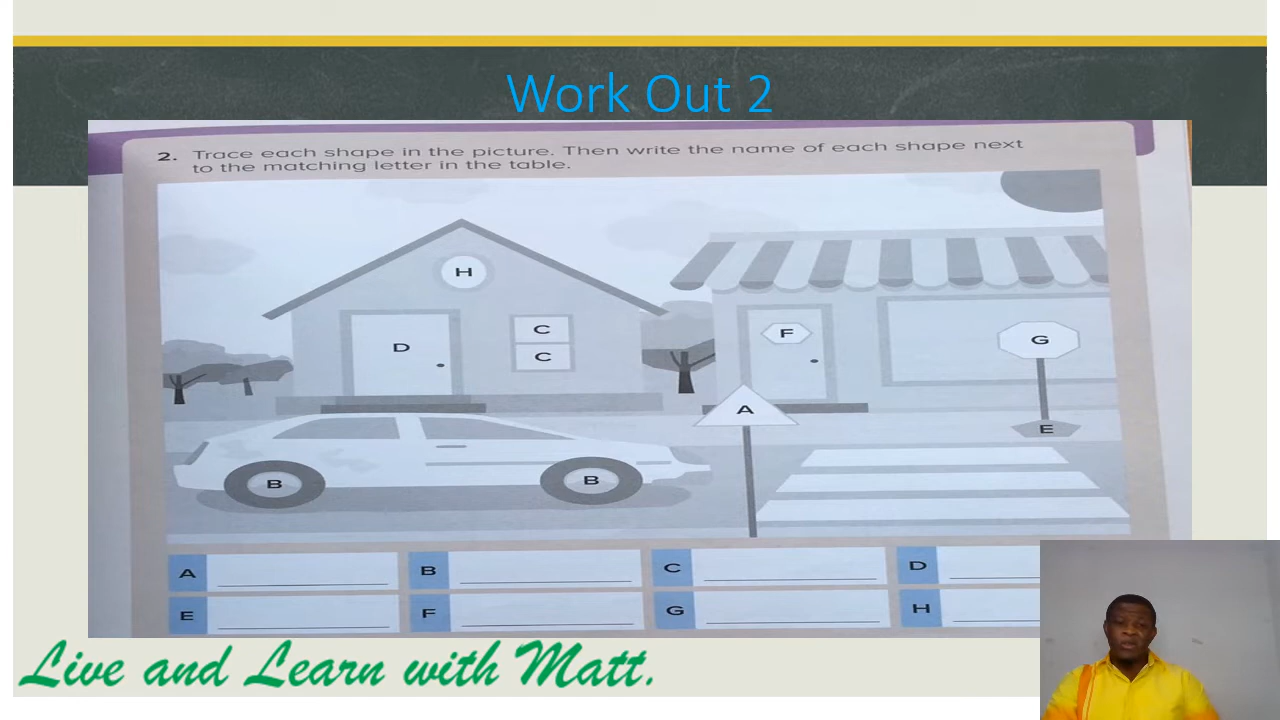 Work Out 2
2. Trace each shape in the picture. Then write the name of each shape next
to the matching letter in the table.
H
C
D
C
F
G
A
E
B
B
A
B
C
D
E
F
G
H
Live and Learn with Matt.